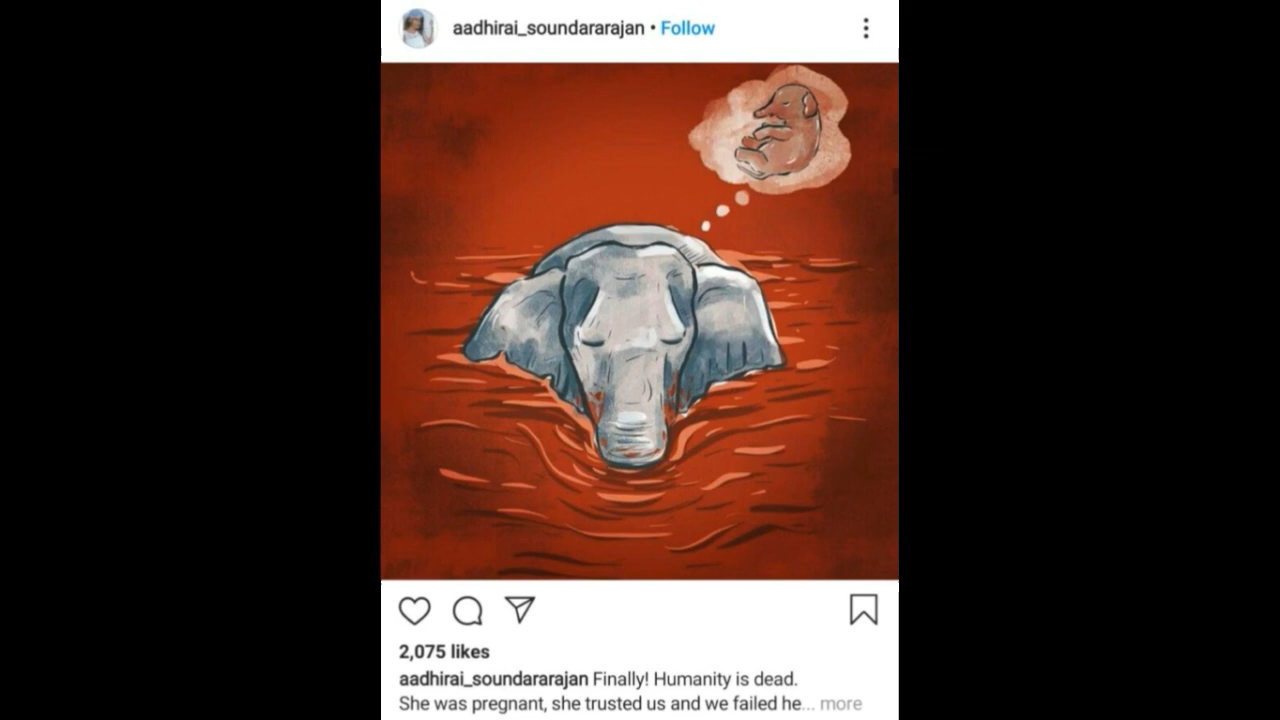 aadhirai_soundararajan • Follow
2,075 likes
aadhirai_soundararajan Finally! Humanity is dead.
She was pregnant, she trusted us and we failed he... more